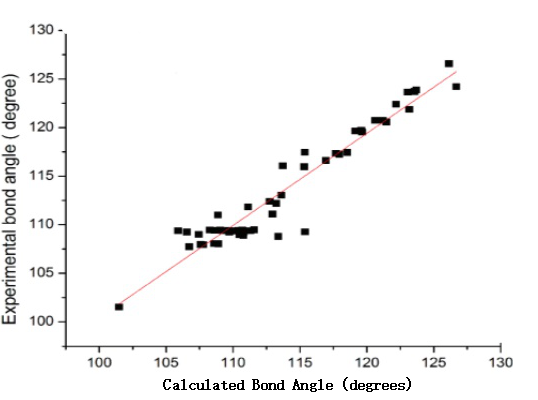 130
125
120
115
110
105
100
Experimental bond angle ( degree)
100 105 110 115 120 125 130
Calculated Bond Angle (degrees)